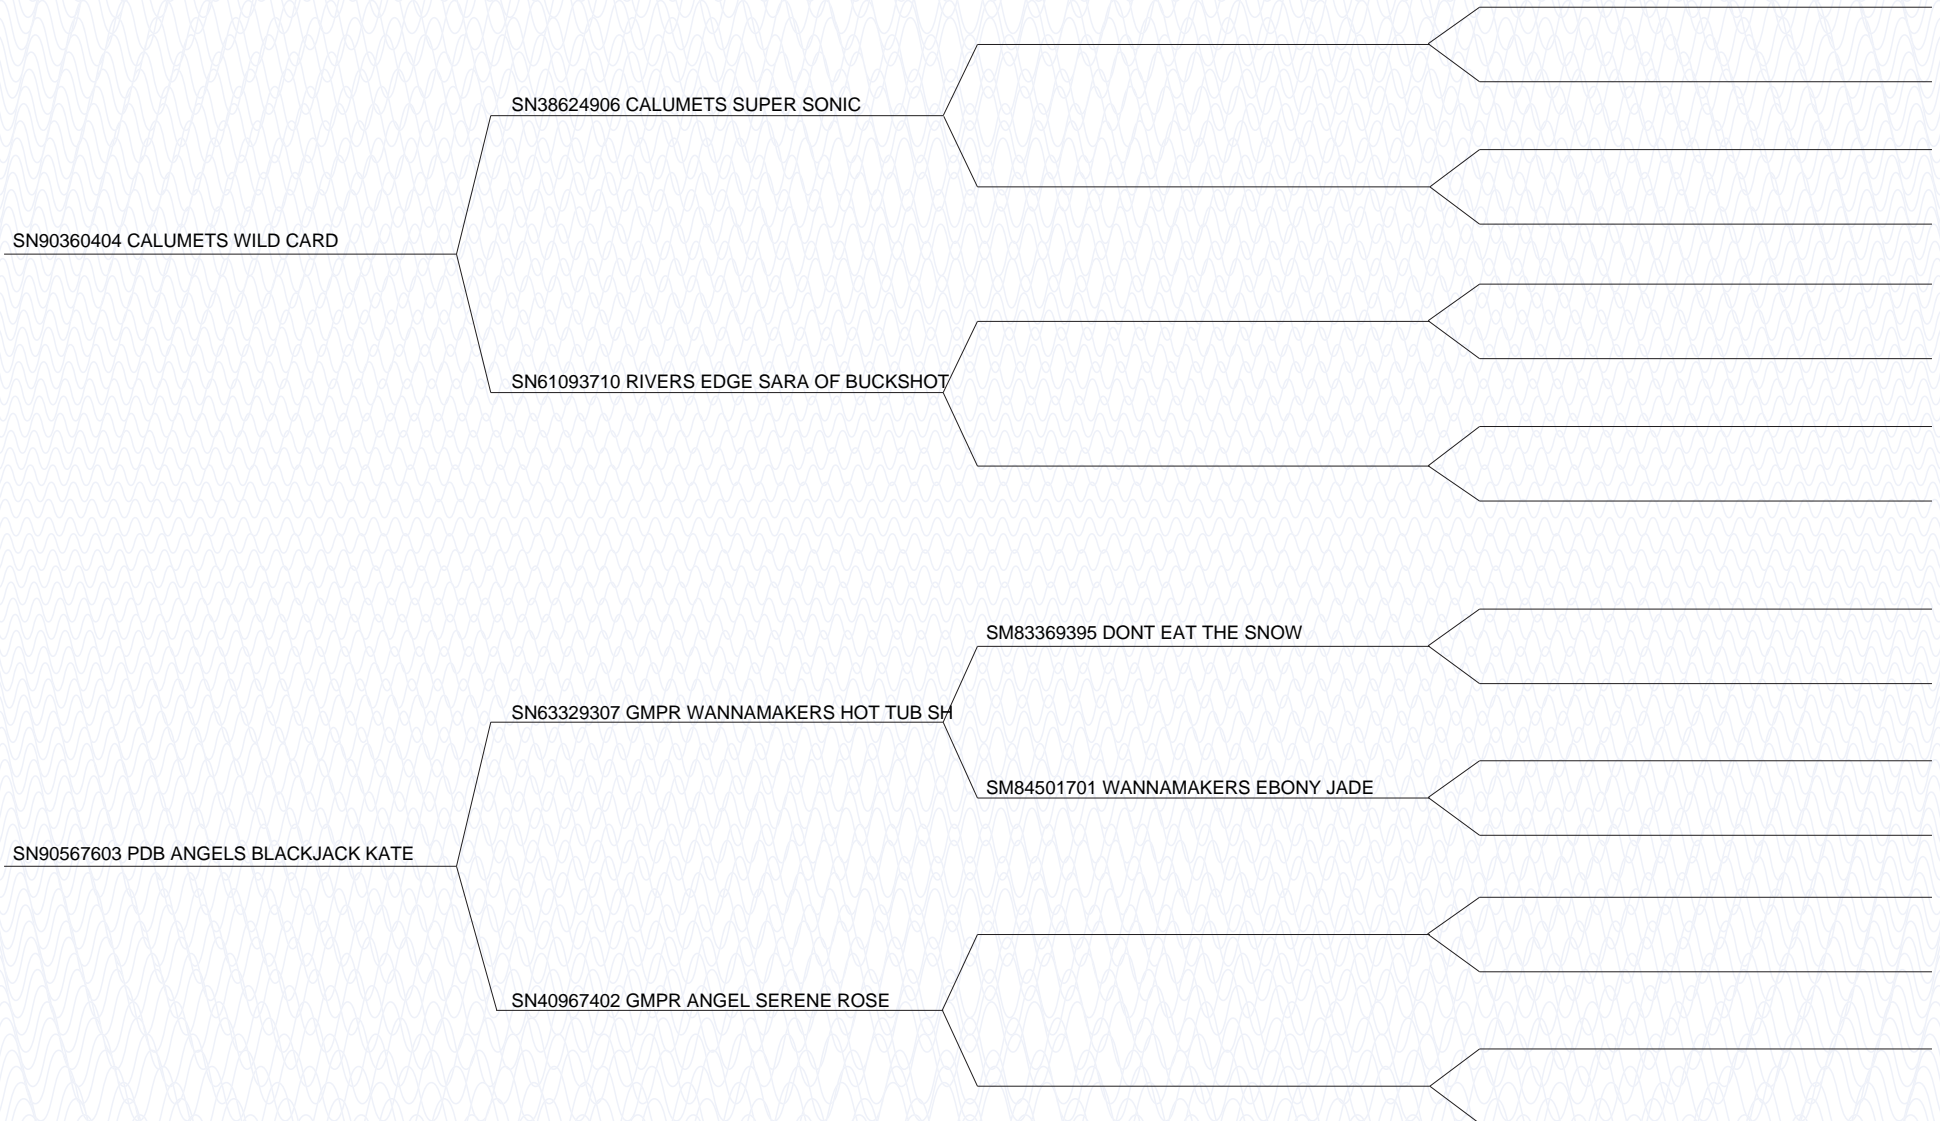 SN38624906 CALUMETS SUPER SONIC
SN90360404 CALUMETS WILD CARD
SN61093710 RIVERS EDGE SARA OF BUCKSHOT
SM83369395 DONT EAT THE SNOW
SN63329307 GMPR WANNAMAKERS HOT TUB SH
SM84501701 WANNAMAKERS EBONY JADE
SN90567603 PDB ANGELS BLACKJACK KATE
SN40967402 GMPR ANGEL SERENE ROSE